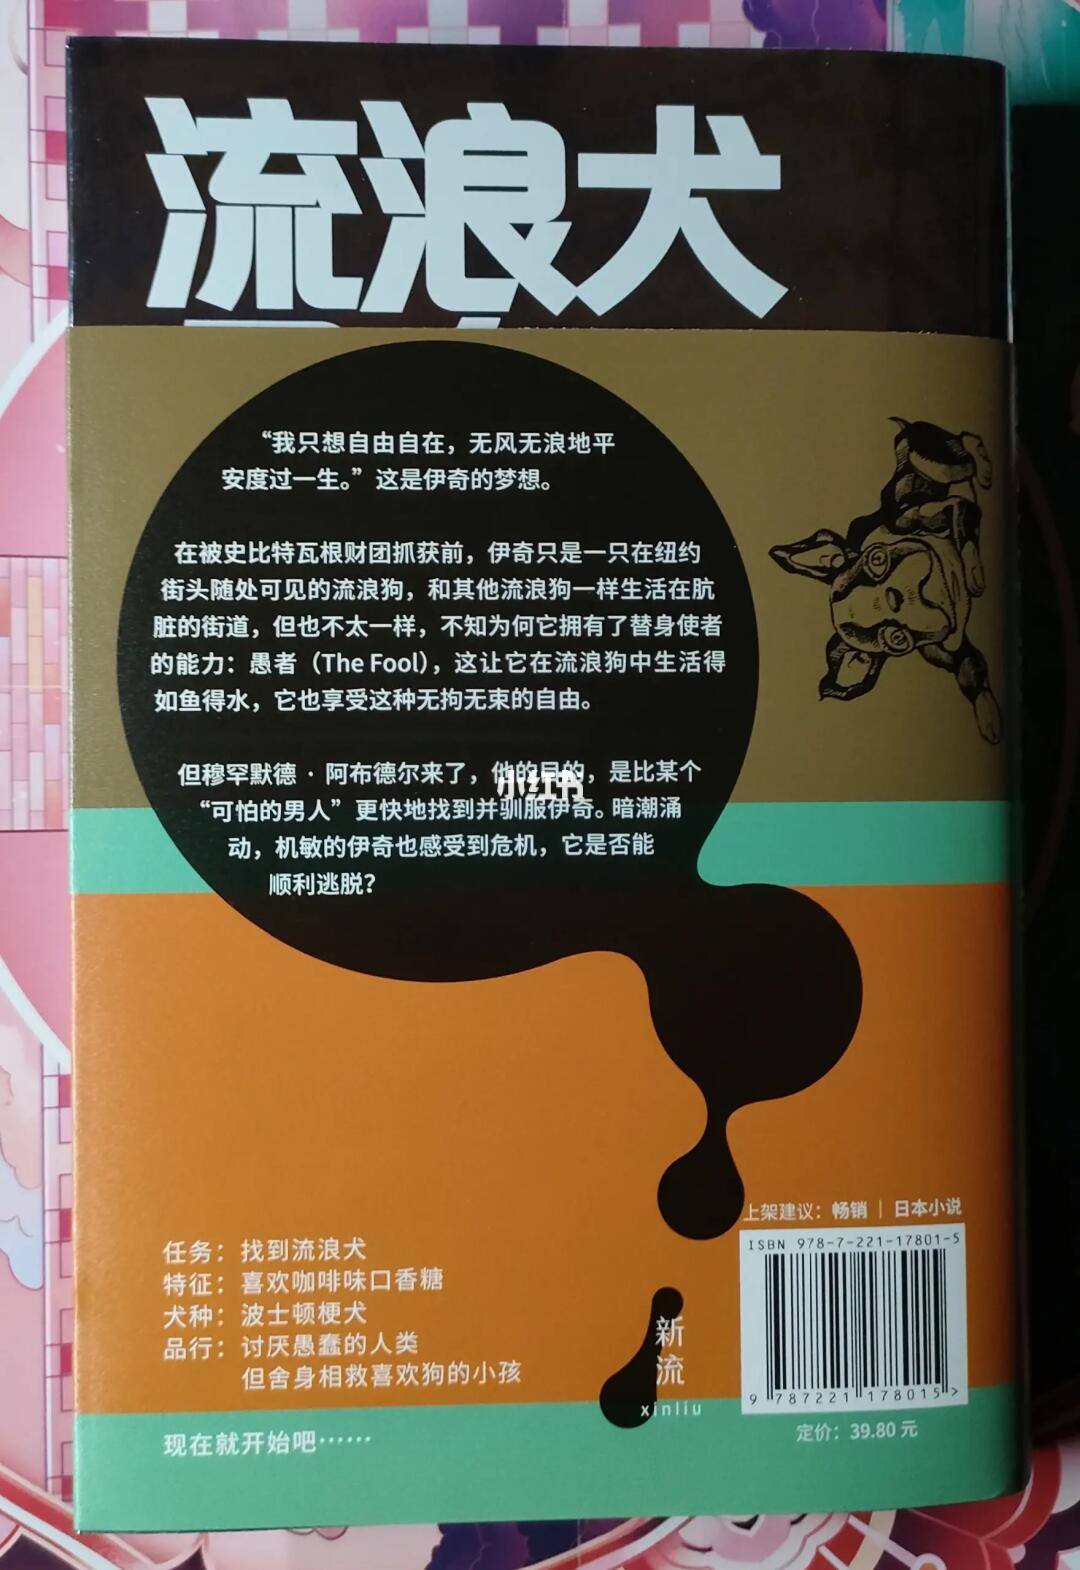 流浪犬
“我只想自由自在，无风无浪地平
安度过一生。”这是伊奇的梦想。
在被史比特瓦根财团抓获前，伊奇只是一只在纽约
街头随处可见的流浪狗，和其他流浪狗一样生活在肮
脏的街道，但也不太一样，不知为何它拥有了替身使者
的能力：愚者（The Fool），这让它在流浪狗中生活得
如鱼得水，它也享受这种无拘无束的自由。
但穆罕默德·阿布德尔来了，他的目的，是比某个
“可怕的男人”更快地找到并驯服伊奇。暗潮涌
动，机敏的伊奇也感受到危机，它是否能
顺利逃脱？
小红书
任务：找到流浪犬
特征：喜欢咖啡味口香糖
犬种：波士顿梗犬
品行：讨厌愚蠢的人类
但舍身相救喜欢狗的小孩
现在就开始吧……
新流
xinliu
上架建议：畅销｜日本小说
ISBN 978-7-221-17801-5
9 787221 178015 >
定价：39.80 元